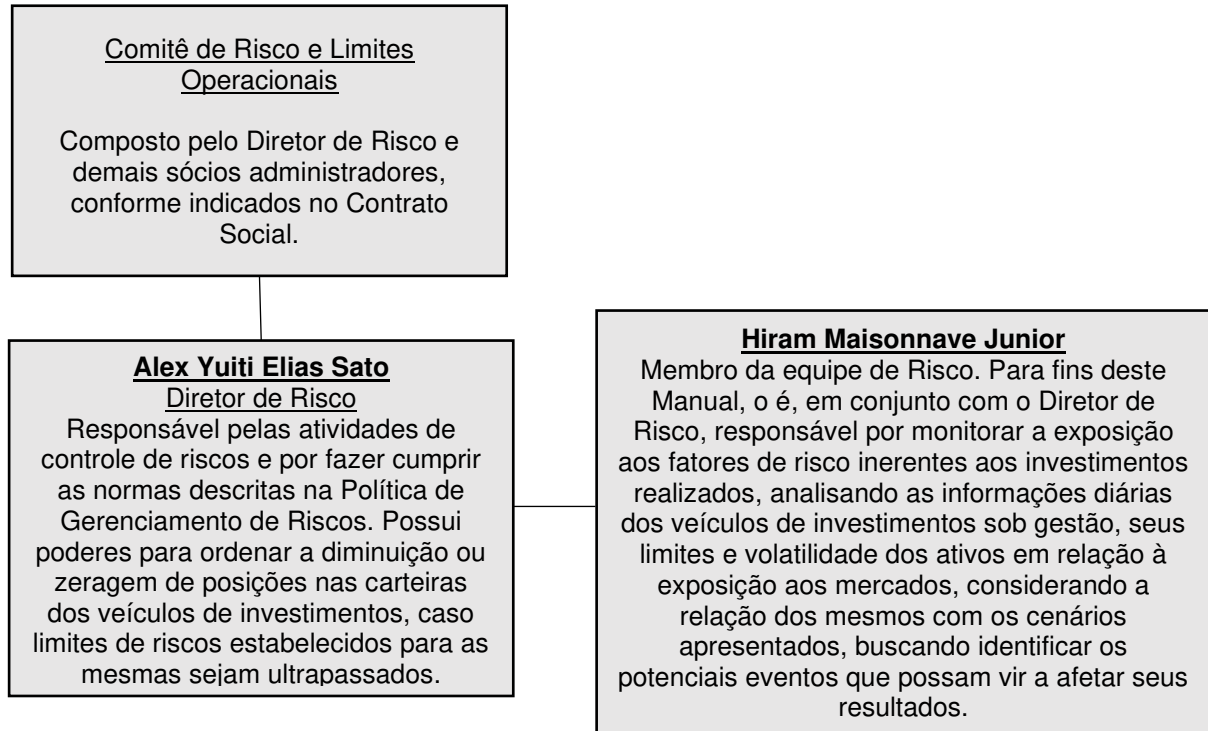 Comitê de Risco e Limites
Operacionais
Composto pelo Diretor de Risco e
demais sócios administradores,
conforme indicados no Contrato
Social.
Alex Yuiti Elias Sato
Diretor de Risco
Responsável pelas atividades de
controle de riscos e por fazer cumprir
as normas descritas na Política de
Gerenciamento de Riscos. Possui
poderes para ordenar a diminuição ou
zeragem de posições nas carteiras
dos veículos de investimentos, caso
limites de riscos estabelecidos para as
mesmas sejam ultrapassados.
Hiram Maisonnave Junior
Membro da equipe de Risco. Para fins deste
Manual, o é, em conjunto com o Diretor de
Risco, responsável por monitorar a exposição
aos fatores de risco inerentes aos investimentos
realizados, analisando as informações diárias
dos veículos de investimentos sob gestão, seus
limites e volatilidade dos ativos em relação à
exposição aos mercados, considerando a
relação dos mesmos com os cenários
apresentados, buscando identificar os
potenciais eventos que possam vir a afetar seus
resultados.